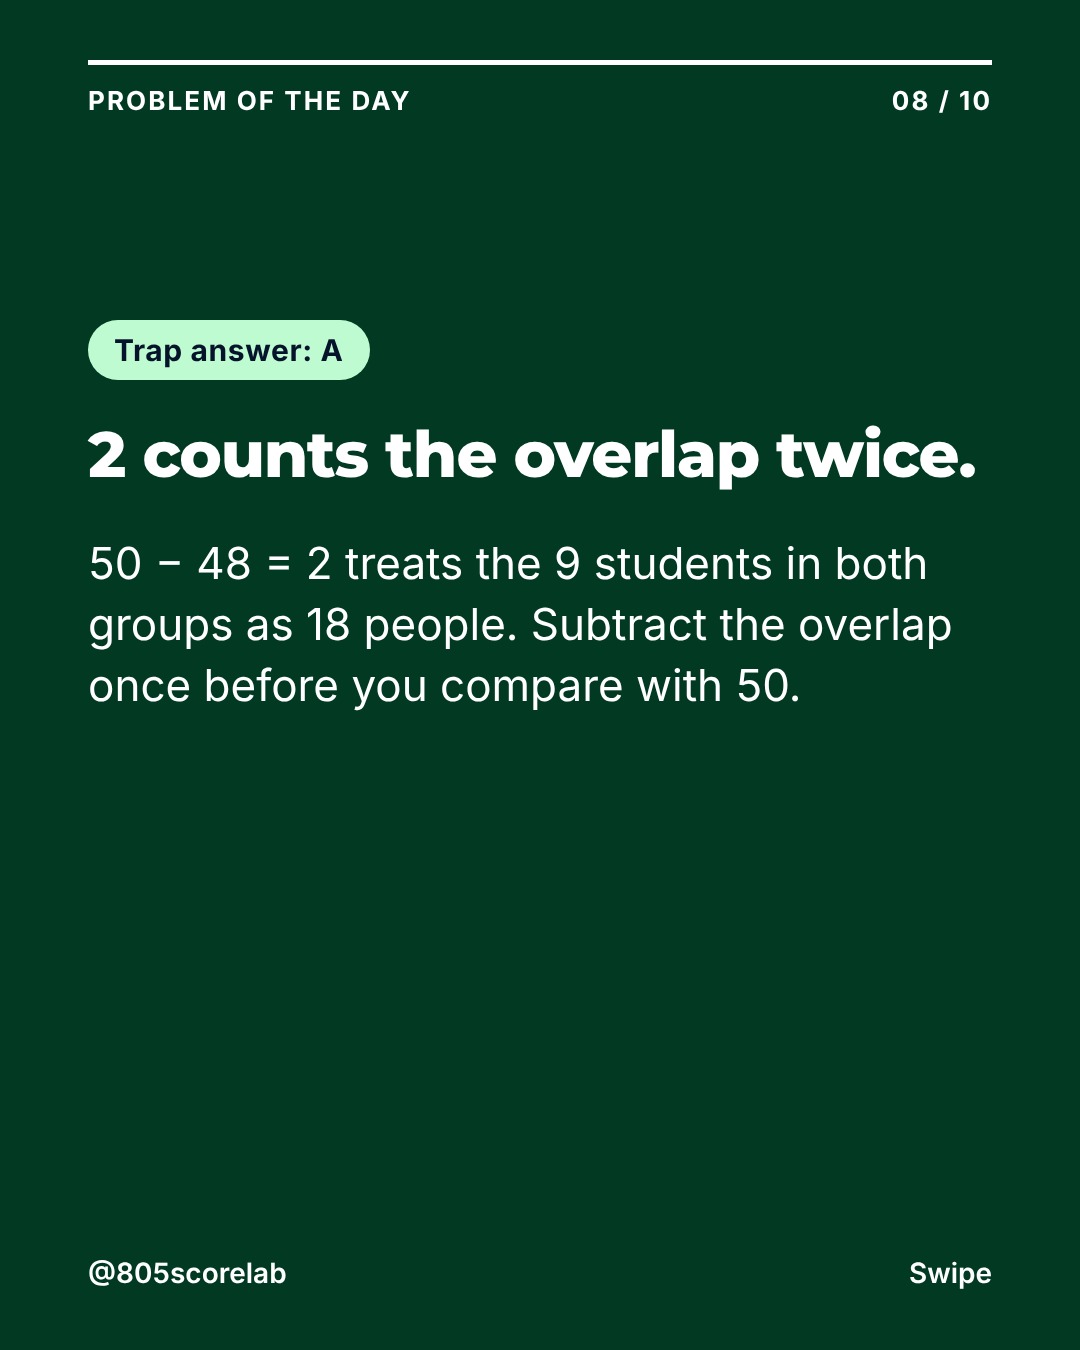 PROBLEM OF THE DAY
08 / 10
Trap answer: A
2 counts the overlap twice.
50 − 48 = 2 treats the 9 students in both
groups as 18 people. Subtract the overlap
once before you compare with 50.
@805scorelab
Swipe